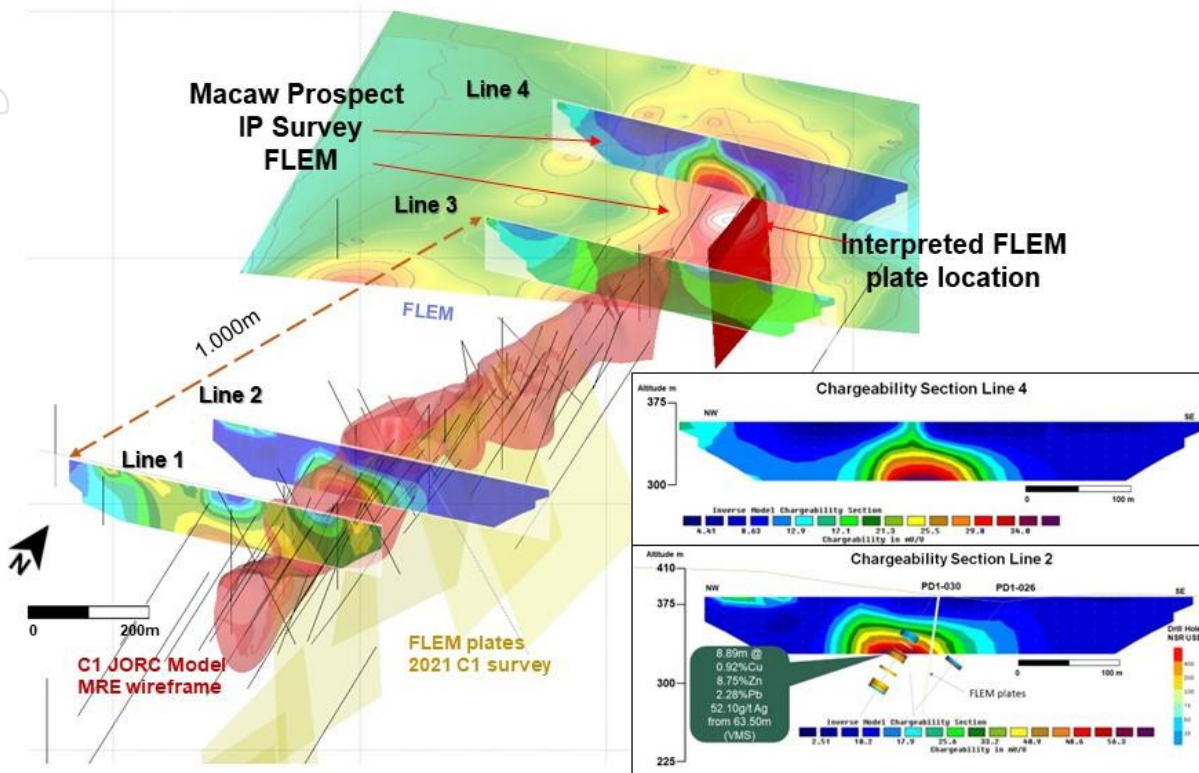 Line 4
Macaw Prospect
IP Survey
FLEM
Line 3
15
Interpreted FLEM
plate location
FLEM
1.000m
Line 2
Line 1
N
0 200m
C1 JORC Model
MRE wireframe
FLEM plates
2021 C1 survey
Chargeability Section Line 4
Altitude m
375
NW
SE
300
0 100 m
Inverse Model Chargeability Section
4.41 8.63 12.9 17.1 21.3 25.5 29.8 34.0
Chargeability in mV/V
Chargeability Section Line 2
Altitude m
410
NW
PD1-030
PD1-026
SE
375
Drill Hole
NSR US$
8.89m @
0.92%Cu
8.75%Zn
2.28%Pb
52.10g/t Ag
from 63.50m
(VMS)
300
0 100 m
FLEM plates
Inverse Model Chargeability Section
2.51 10.2 17.9 25.6 33.2 40.9 48.6 56.3
Chargeability in mV/V
225